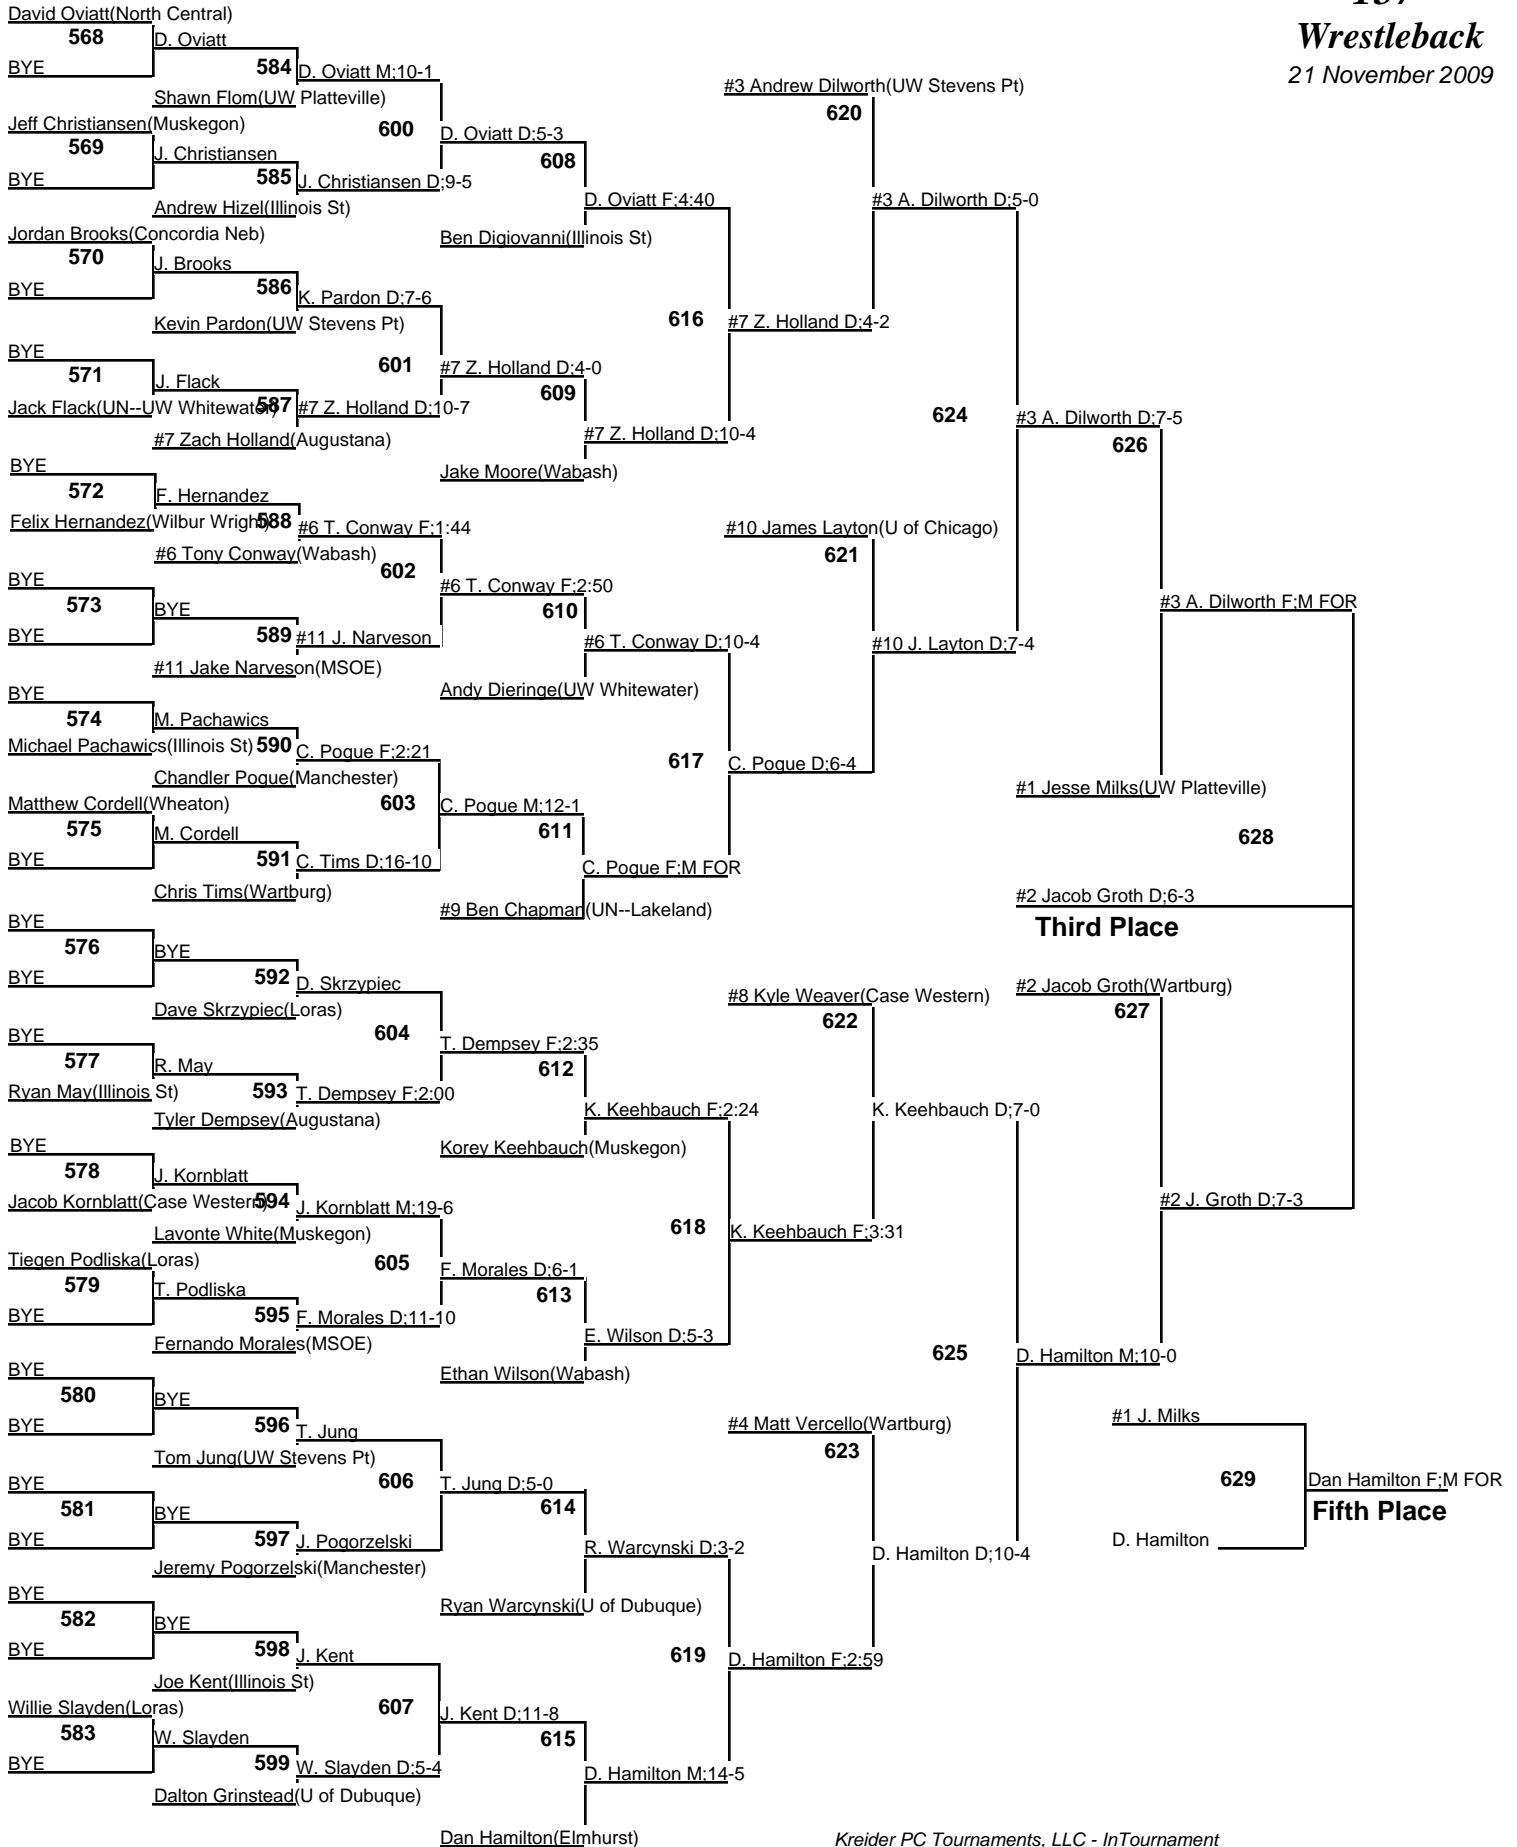 157
Wrestleback
21 November 2009
David Oviatt(North Central)
568
BYE
D. Oviatt
584
Shawn Flom(UW Platteville)
D. Oviatt M;10-1
Jeff Christiansen(Muskegon)
569
BYE
J. Christiansen
585
Andrew Hizel(Illinois St)
J. Christiansen D;9-5
600
D. Oviatt D;5-3
608
Ben Digiovanni(Illinois St)
D. Oviatt F;4:40
Jordan Brooks(Concordia Neb)
570
BYE
J. Brooks
586
Kevin Pardon(UW Stevens Pt)
K. Pardon D;7-6
BYE
571
Jack Flack(UN--UW Whitewater)
J. Flack
587
#7 Zach Holland(Augustana)
#7 Z. Holland D;10-7
601
#7 Z. Holland D;4-0
609
Jake Moore(Wabash)
#7 Z. Holland D;10-4
616
#7 Z. Holland D;4-2
#3 Andrew Dilworth(UW Stevens Pt)
620
#3 A. Dilworth D;5-0
BYE
572
Felix Hernandez(Wilbur Wright)
F. Hernandez
588
#6 Tony Conway(Wabash)
#6 T. Conway F;1:44
BYE
573
BYE
BYE
589
#11 Jake Narveson(MSOE)
#11 J. Narveson
602
#6 T. Conway F;2:50
610
Andy Dieringe(UW Whitewater)
#6 T. Conway D;10-4
BYE
574
Michael Pachawics(Illinois St)
M. Pachawics
590
Chandler Pogue(Manchester)
C. Pogue F;2:21
Matthew Cordell(Wheaton)
575
BYE
M. Cordell
591
Chris Tims(Wartburg)
C. Tims D;16-10
603
C. Pogue M;12-1
611
#9 Ben Chapman(UN--Lakeland)
C. Pogue F;M FOR
617
C. Pogue D;6-4
#10 James Layton(U of Chicago)
621
#10 J. Layton D;7-4
624
#3 A. Dilworth D;7-5
626
#1 Jesse Milks(UW Platteville)
#3 A. Dilworth F;M FOR
628
#2 Jacob Groth D;6-3
Third Place
BYE
576
BYE
BYE
592
Dave Skrzypiec(Loras)
D. Skrzypiec
BYE
577
Ryan May(Illinois St)
R. May
593
Tyler Dempsey(Augustana)
T. Dempsey F;2:00
604
T. Dempsey F;2:35
612
Korey Keehbauch(Muskegon)
K. Keehbauch F;2:24
BYE
578
Jacob Kornblatt(Case Western)
J. Kornblatt
594
Lavonte White(Muskegon)
J. Kornblatt M;19-6
Tiegen Podliska(Loras)
579
BYE
T. Podliska
595
Fernando Morales(MSOE)
F. Morales D;11-10
605
F. Morales D;6-1
613
Ethan Wilson(Wabash)
E. Wilson D;5-3
618
K. Keehbauch F;3:31
#8 Kyle Weaver(Case Western)
622
K. Keehbauch D;7-0
BYE
580
BYE
BYE
596
Tom Jung(UW Stevens Pt)
T. Jung
BYE
581
BYE
BYE
597
Jeremy Pogorzelski(Manchester)
J. Pogorzelski
606
T. Jung D;5-0
614
Ryan Warcynski(U of Dubuque)
R. Warcynski D;3-2
BYE
582
BYE
BYE
598
Joe Kent(Illinois St)
J. Kent
Willie Slayden(Loras)
583
BYE
W. Slayden
599
Dalton Grinstead(U of Dubuque)
W. Slayden D;5-4
607
J. Kent D;11-8
615
Dan Hamilton(Elmhurst)
D. Hamilton M;14-5
619
D. Hamilton F;2:59
#4 Matt Vercello(Wartburg)
623
D. Hamilton D;10-4
625
D. Hamilton M;10-0
#2 Jacob Groth(Wartburg)
627
#2 J. Groth D;7-3
#1 J. Milks
629
D. Hamilton
Dan Hamilton F;M FOR
Fifth Place
Kreider PC Tournaments, LLC - InTournament